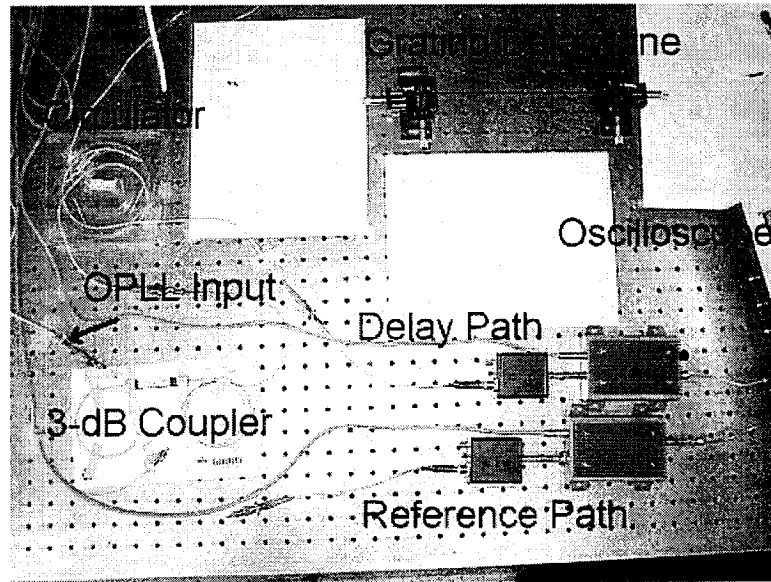 Grating Delay Line
Circulator
Oscilloscope
OPLL Input
Delay Path
3-dB Coupler
Reference Path